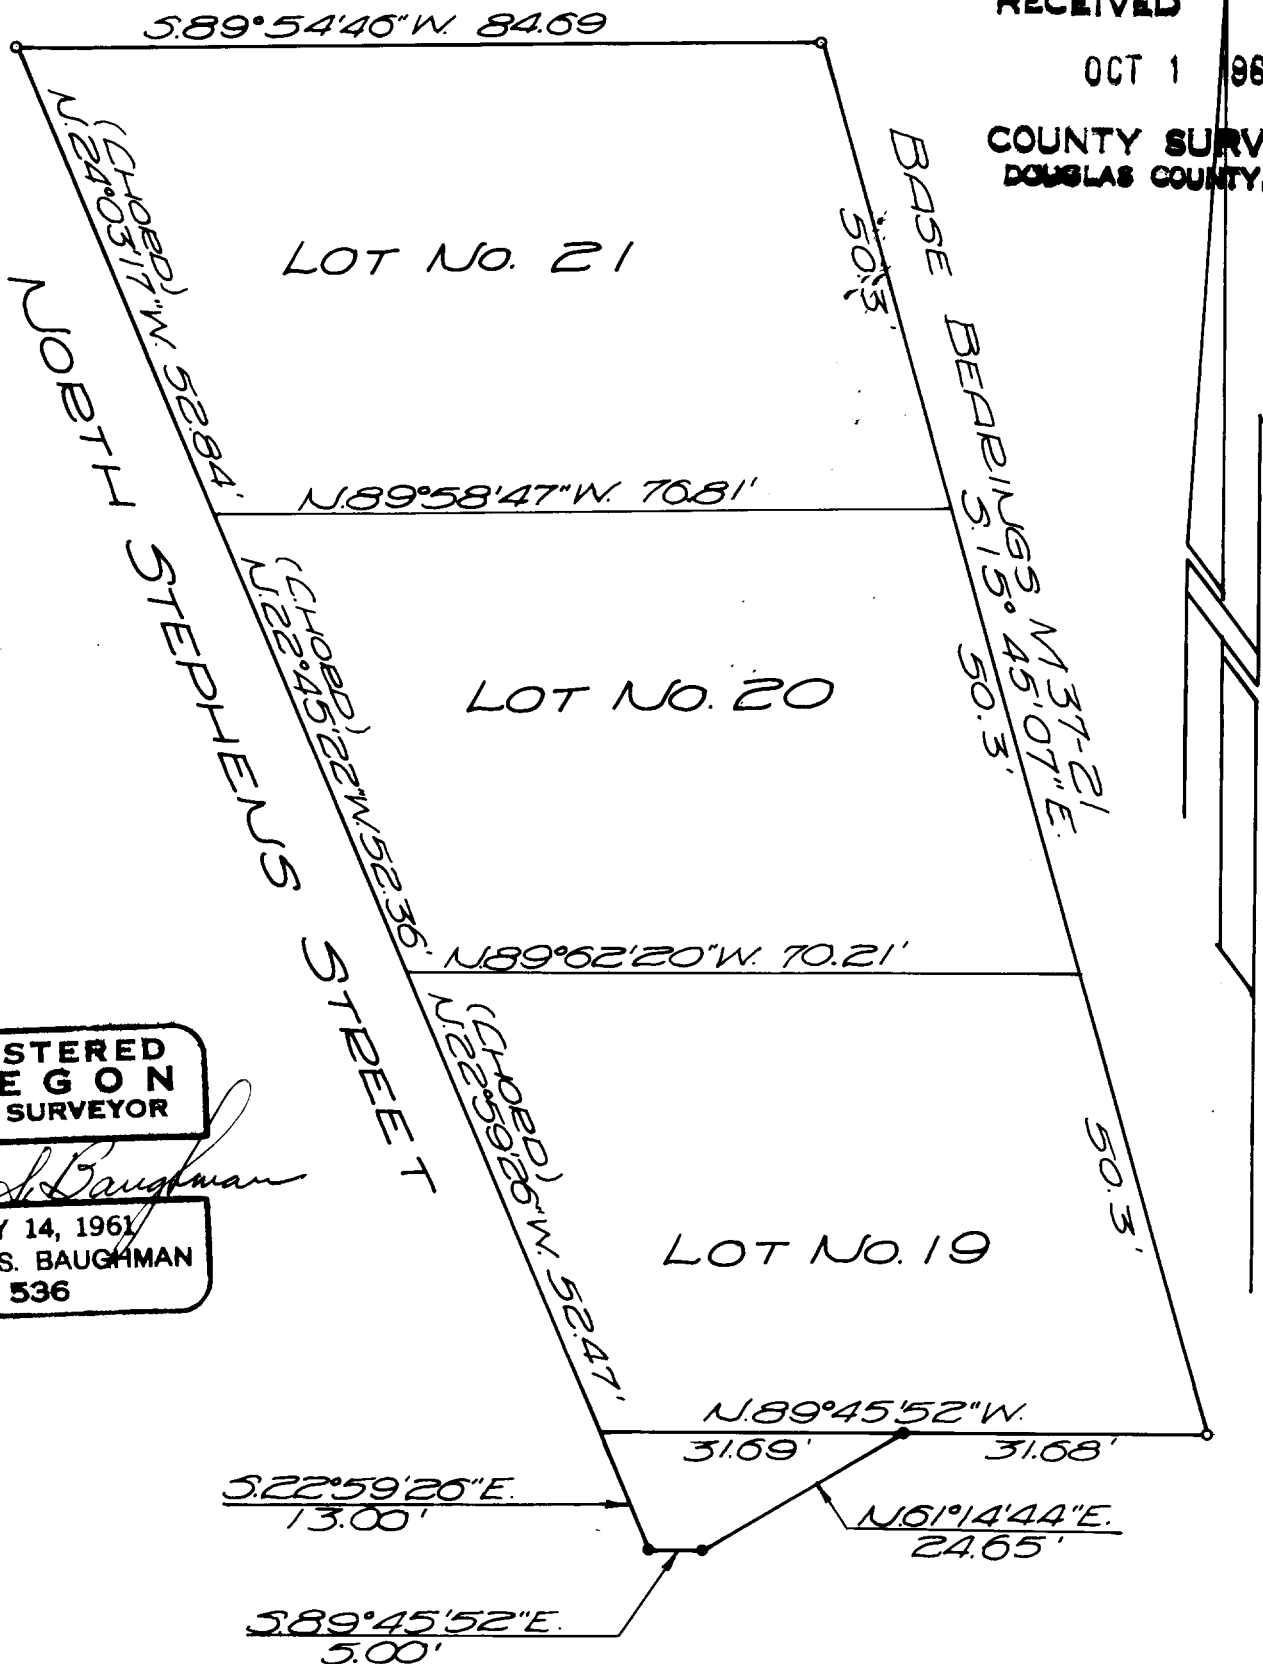 S.89°54'46"W. 84.69
RECEIVED
OCT 1 96
COUNTY SURV
DOUGLAS COUNTY,
(CHORD)
N.24°03'17"W. 52.84'
LOT NO. 21
50.3'
BASE BEARINGS M37-21
S.15°45'07"E.
NORTH STEPHENS STREET
N.89°58'47"W. 76.81'
(CHORD)
N.22°45'22"W. 52.36'
LOT NO. 20
50.3'
N.89°62'20"W. 70.21'
(CHORD)
N.22°59'26"W. 52.47'
LOT NO. 19
50.3'
STERED
EGON
SURVEYOR
S. Baughman
Y 14, 1961
S. BAUGHMAN
536
N.89°45'52"W.
31.69' 31.68'
S.22°59'26"E.
13.00'
N.61°14'44"E.
24.65'
S.89°45'52"E.
5.00'